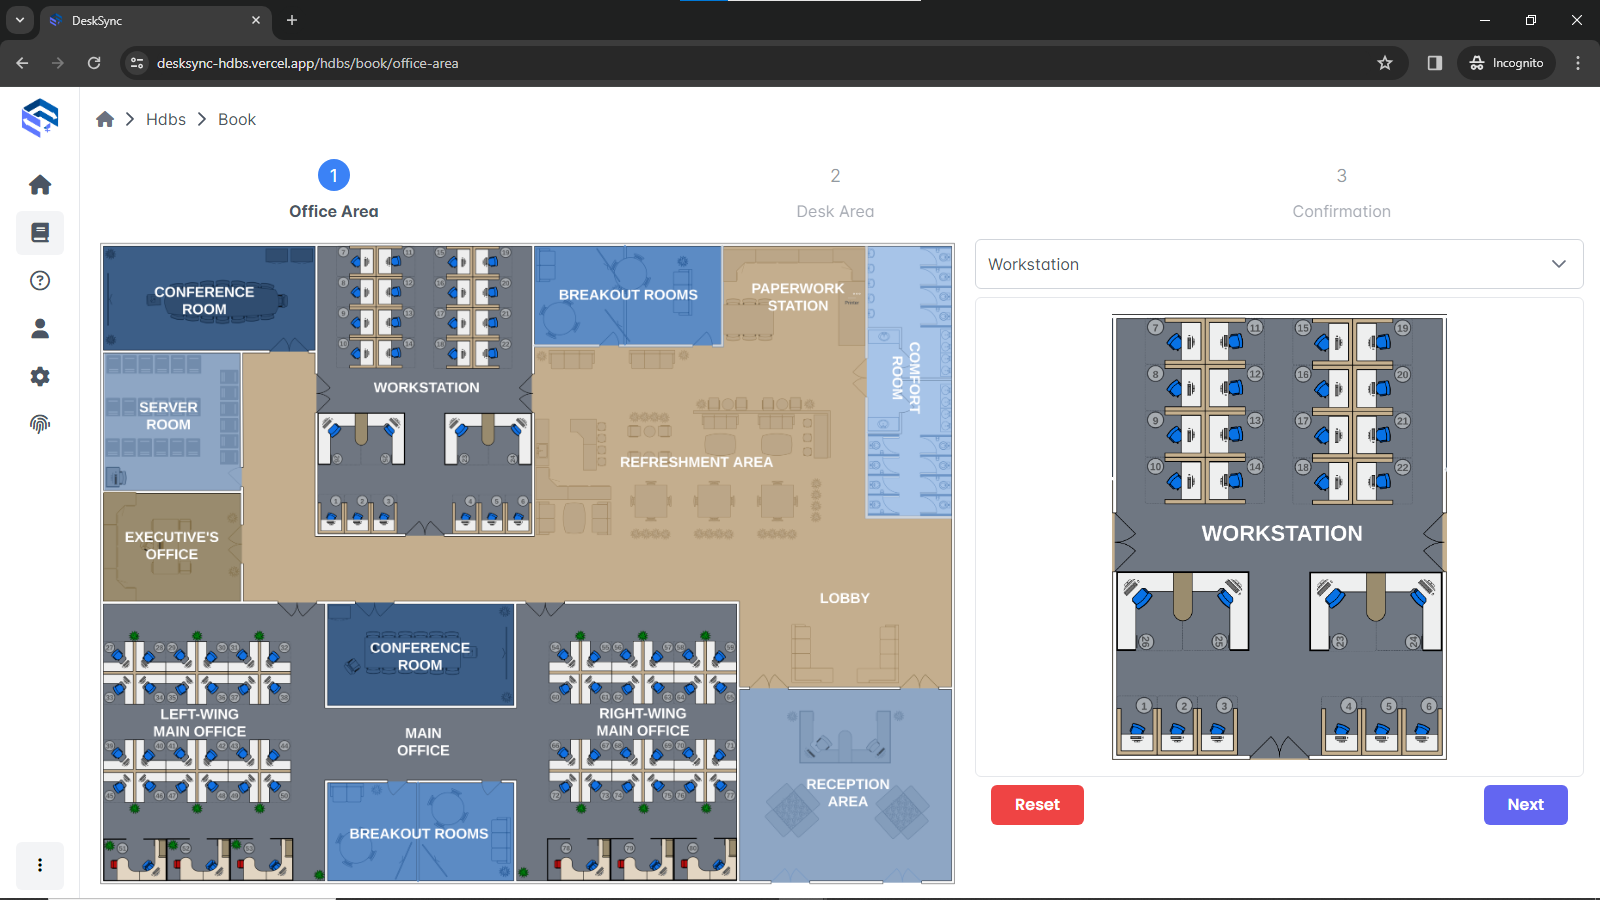 DeskSync
desksync-hdbs.vercel.app/hdbs/book/office-area
Incognito
Hdbs
Book
1
Office Area
2
Desk Area
3
Confirmation
CONFERENCE
ROOM
BREAKOUT ROOMS
PAPERWORK
STATION
COMFORT
ROOM
SERVER
ROOM
WORKSTATION
REFRESHMENT AREA
EXECUTIVE'S
OFFICE
LOBBY
CONFERENCE
ROOM
LEFT-WING
MAIN OFFICE
MAIN
OFFICE
RIGHT-WING
MAIN OFFICE
RECEPTION
AREA
BREAKOUT ROOMS
Workstation
7 11 15 19
8 12 16 20
9 13 17 21
10 14 18 22
WORKSTATION
1 2 3 4 5 6
Reset
Next